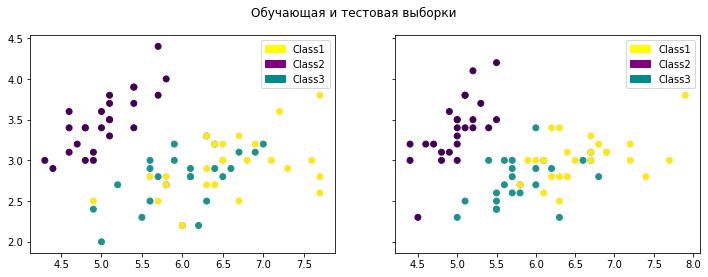 Обучающая и тестовая выборки
Class1
Class2
Class3
4.5
4.0
3.5
3.0
2.5
2.0
4.5 5.0 5.5 6.0 6.5 7.0 7.5
Class1
Class2
Class3
4.5 5.0 5.5 6.0 6.5 7.0 7.5 8.0